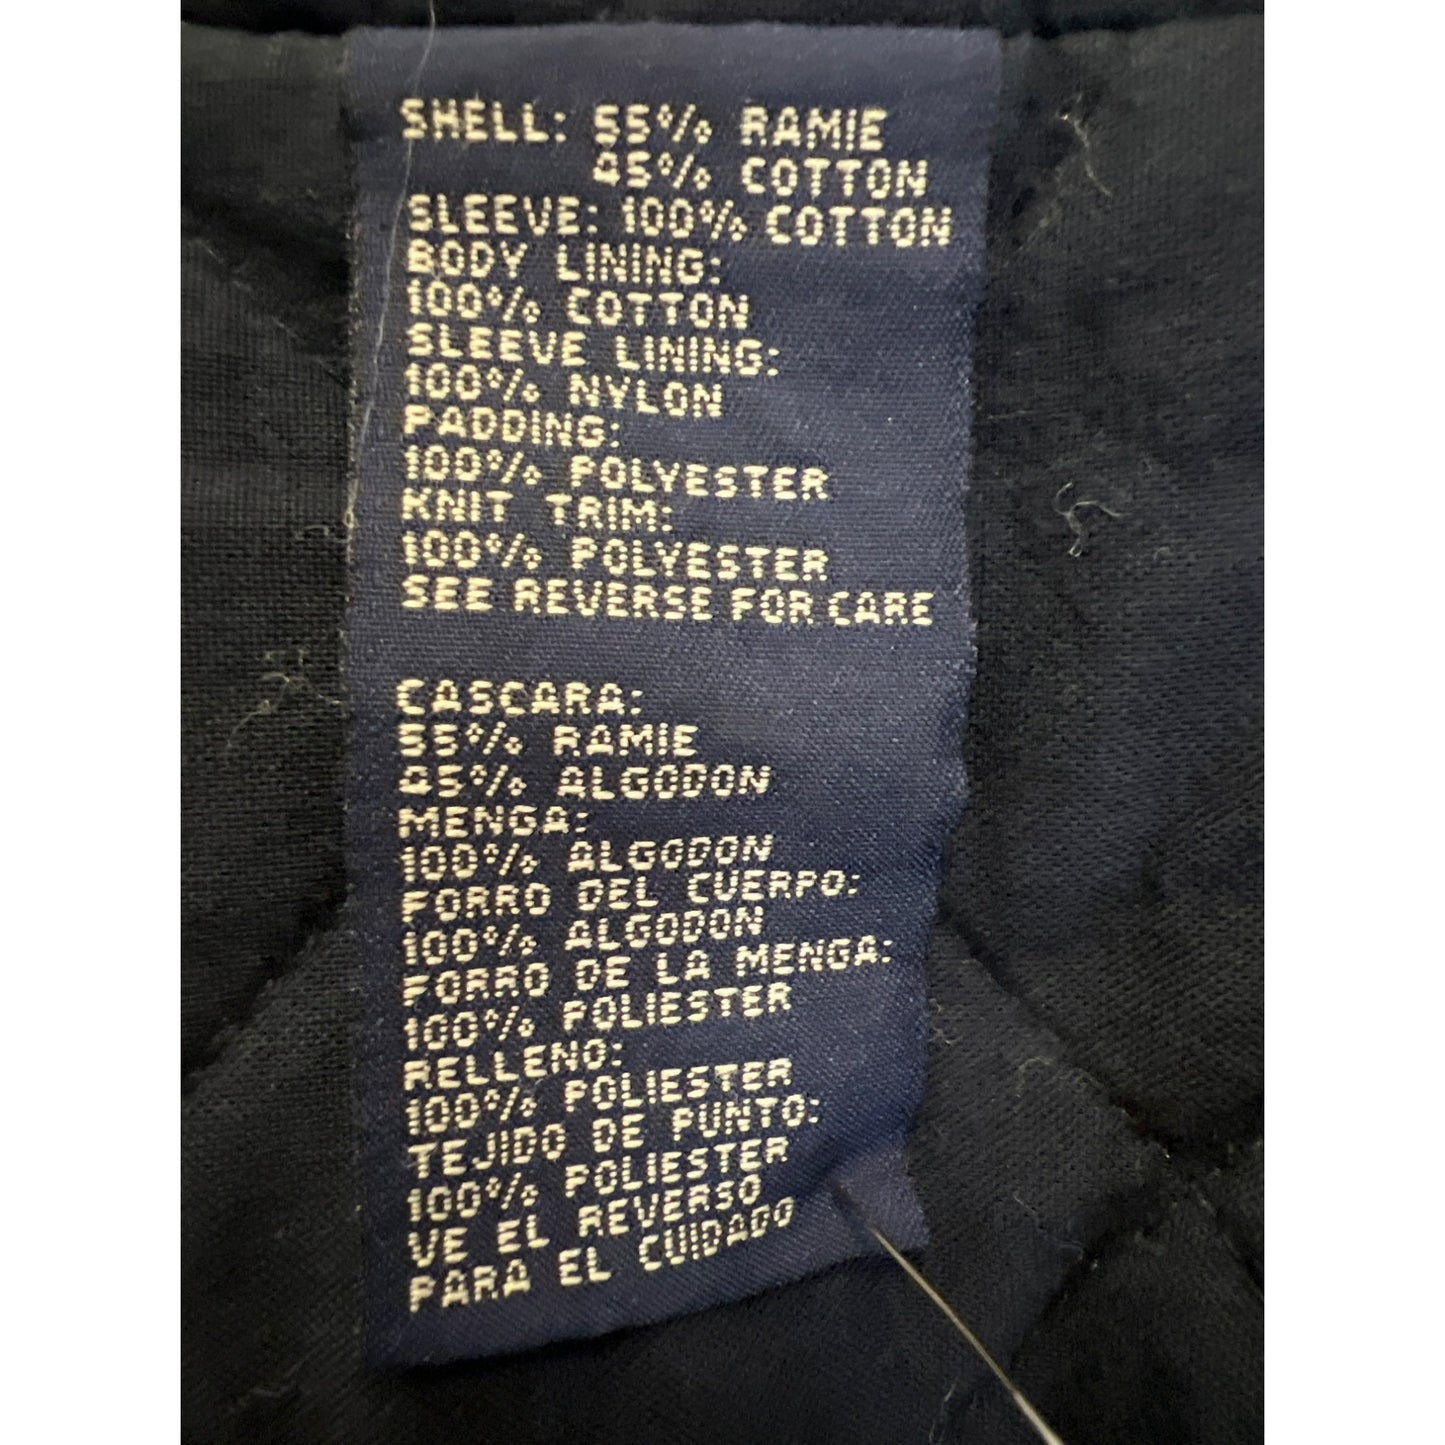 SHELL: 55% RAMIE
45% COTTON
SLEEVE: 100% COTTON
BODY LINING:
100% COTTON
SLEEVE LINING:
100% NYLON
PADDING:
100% POLYESTER
KNIT TRIM:
100% POLYESTER
SEE REVERSE FOR CARE
CASCARA:
55% RAMIE
45% ALGODON
MENGA:
100% ALGODON
FORRO DEL CUERPO:
100% ALGODON
FORRO DE LA MENGA:
100% POLIESTER
RELLENO:
100% POLIESTER
TEJIDO DE PUNTO:
100% POLIESTER
VE EL REVERSO
PARA EL CUIDADO